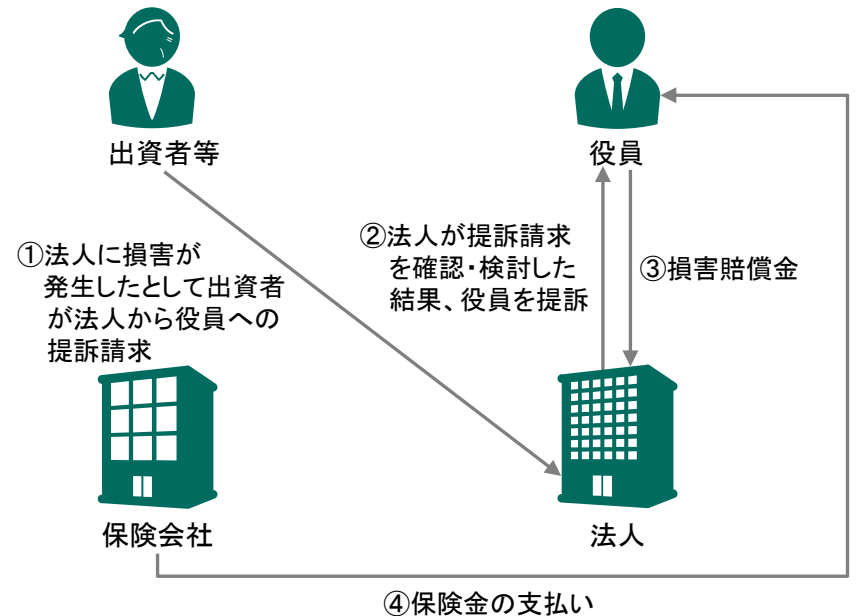 出資者等
役員
①法人に損害が
発生したとして出資者
が法人から役員への
提訴請求
②法人が提訴請求
を確認・検討した
結果、役員を提訴
③損害賠償金
保険会社
法人
④保険金の支払い